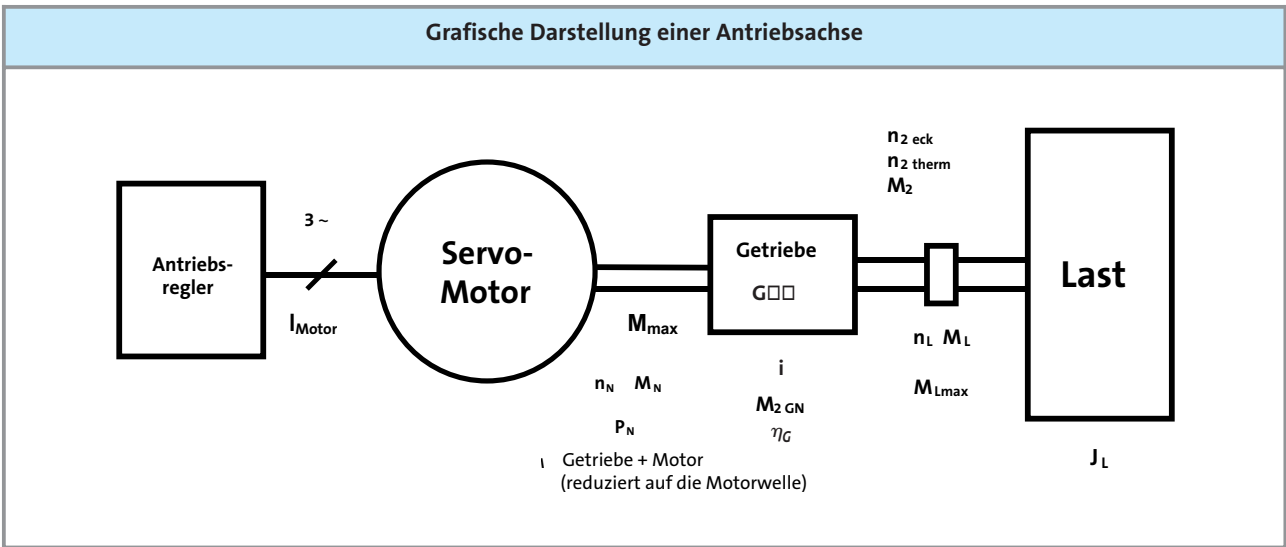 Grafische Darstellung einer Antriebsachse
n2 eck
n2 therm
M2
3 ~
Antriebs-
regler
Servo-
Motor
Getriebe
G□□
Last
IMotor
Mmax
nL ML
i
nN MN
MLmax
M2 GN
PN
ηG
Getriebe + Motor
(reduziert auf die Motorwelle)
JL